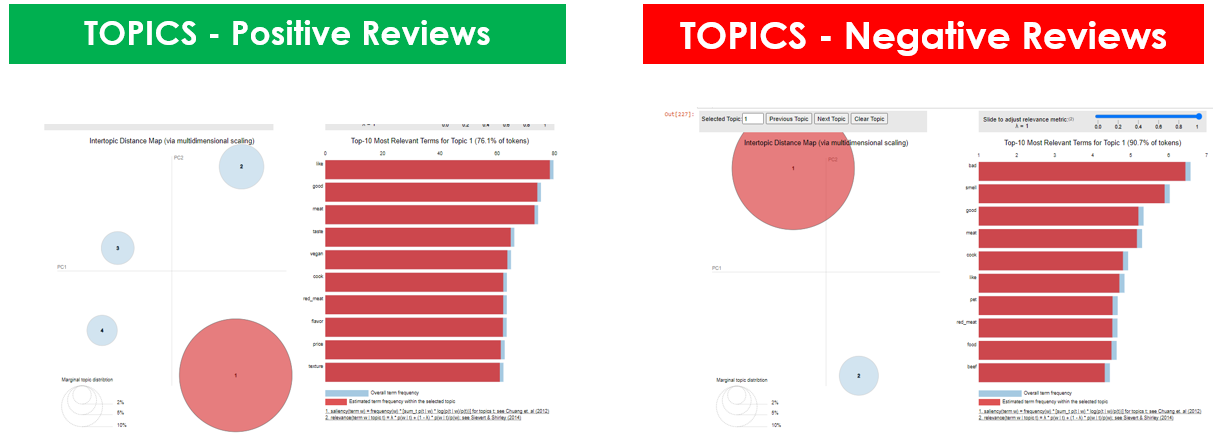 TOPICS - Positive Reviews
λ = 1
0.0 0.2 0.4 0.6 0.8 1
Intertopic Distance Map (via multidimensional scaling)
PC2
PC1
2
3
4
1
Marginal topic distribtion
2%
5%
10%
Top-10 Most Relevant Terms for Topic 1 (76.1% of tokens)
0 20 40 60 80
like
good
meat
taste
vegan
cook
red_meat
flavor
price
texture
Overall term frequency
Estimated term frequency within the selected topic
1. saliency(term w) = frequency(w) * [sum_t p(t | w) * log(p(t | w)/p(t))] for topics t; see Chuang et. al (2012)
2. relevance(term w | topic t) = λ * p(w | t) + (1 - λ) * p(w | t)/p(w); see Sievert & Shirley (2014)
TOPICS - Negative Reviews
Out[227]:
Selected Topic: 1 Previous Topic Next Topic Clear Topic
Slide to adjust relevance metric:(2)
λ = 1
0.0 0.2 0.4 0.6 0.8 1
Intertopic Distance Map (via multidimensional scaling)
PC2
PC1
1
2
Marginal topic distribtion
2%
5%
10%
Top-10 Most Relevant Terms for Topic 1 (90.7% of tokens)
1 2 3 4 5 6 7
bad
smell
good
meat
cook
like
pet
red_meat
food
beef
Overall term frequency
Estimated term frequency within the selected topic
1. saliency(term w) = frequency(w) * [sum_t p(t | w) * log(p(t | w)/p(t))] for topics t; see Chuang et. al (2012)
2. relevance(term w | topic t) = λ * p(w | t) + (1 - λ) * p(w | t)/p(w); see Sievert & Shirley (2014)